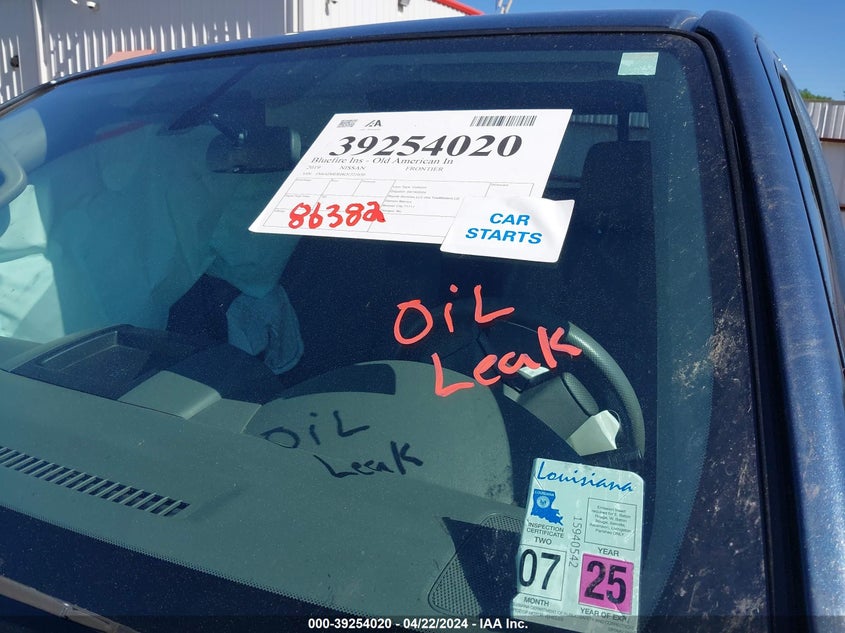 39254020
Bluefire Ins - Old American In
2019 NISSAN FRONTIER
86382
CAR
STARTS
OiL
Leak
OiL
Leak
Louisiana
INSPECTION
CERTIFICATE
TWO
YEAR
15940542
07
25
MONTH
YEAR OF EXP
000-39254020 - 04/22/2024 - IAA Inc.